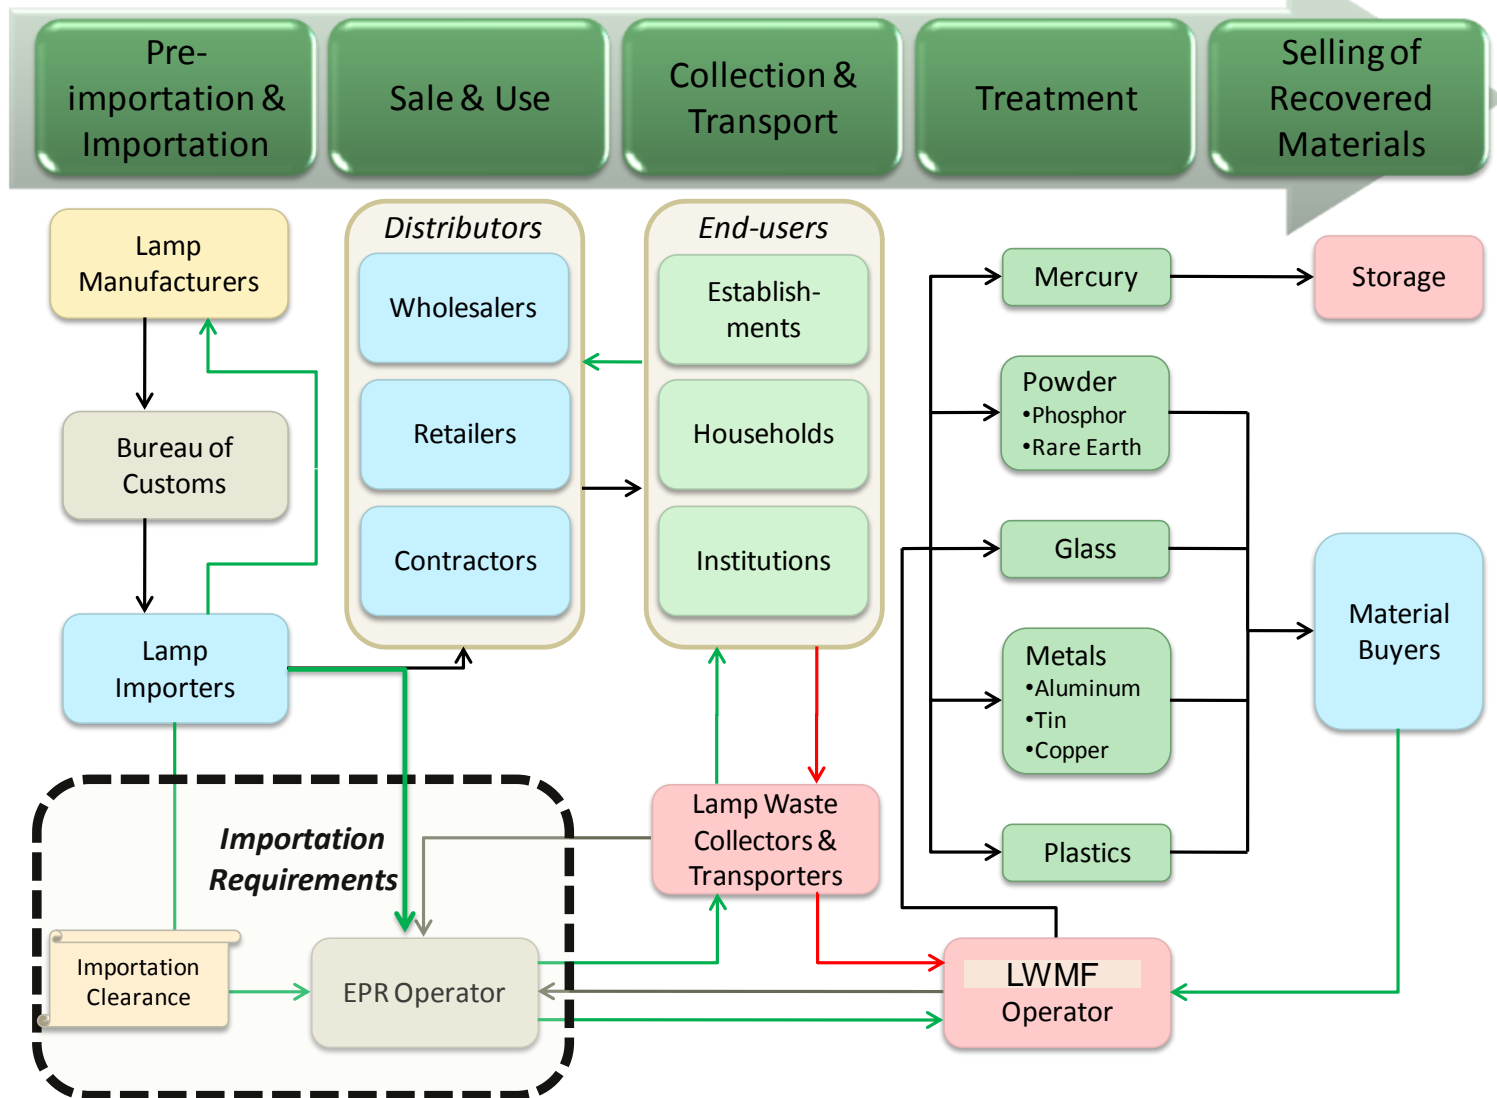 Pre-
importation &
Importation
Sale & Use
Collection &
Transport
Treatment
Selling of
Recovered
Materials
Lamp
Manufacturers
Bureau of
Customs
Lamp
Importers
Distributors
Wholesalers
Retailers
Contractors
End-users
Establish-
ments
Households
Institutions
Mercury
Storage
Powder
•Phosphor
•Rare Earth
Glass
Metals
•Aluminum
•Tin
•Copper
Plastics
Material
Buyers
Importation
Requirements
Lamp Waste
Collectors &
Transporters
Importation
Clearance
EPR Operator
LWMF
Operator